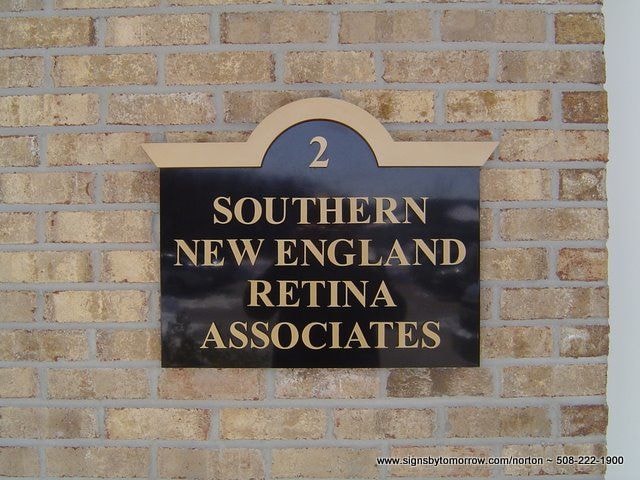 2
SOUTHERN
NEW ENGLAND
RETINA
ASSOCIATES
www.signsbytomorrow.com/norton ~ 508-222-1900